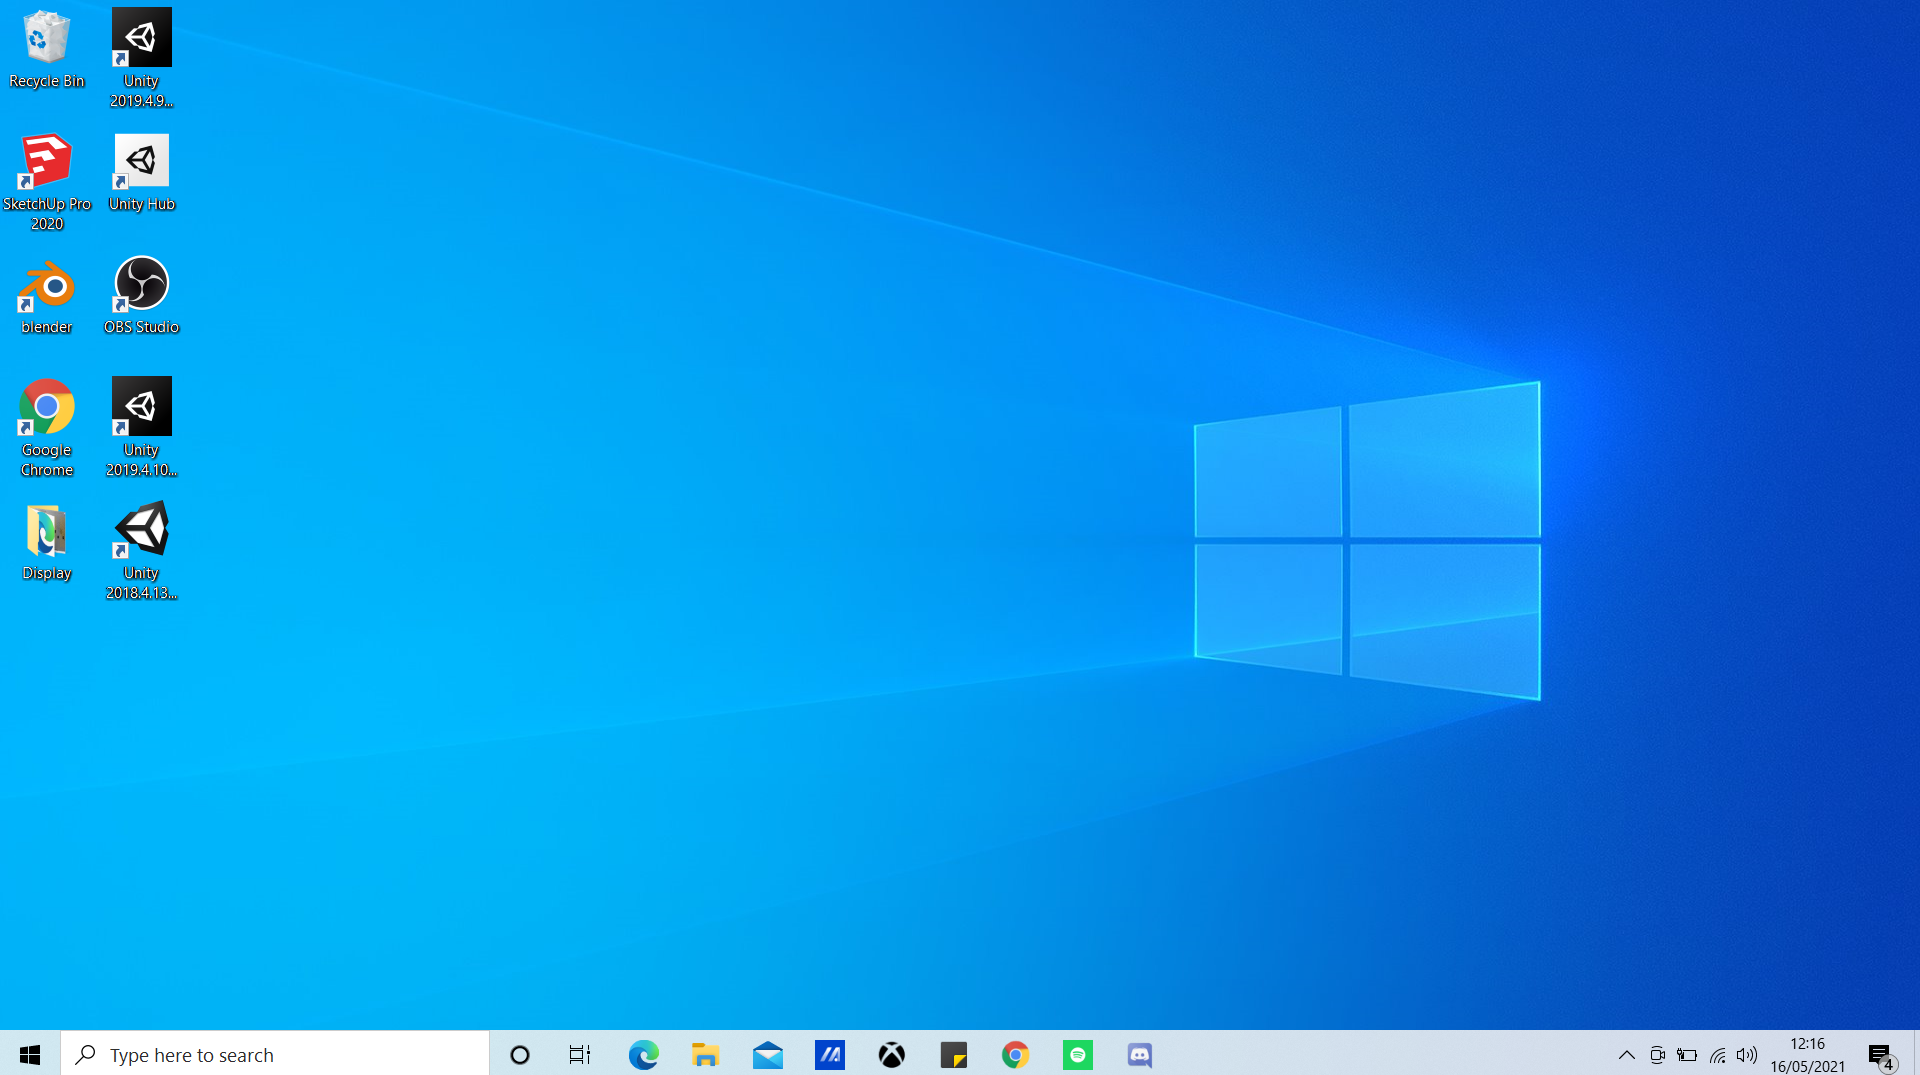 Recycle Bin
Unity
2019.4.9...
SketchUp Pro
2020
Unity Hub
blender
OBS Studio
Google
Chrome
Unity
2019.4.10...
Display
Unity
2018.4.13...
Type here to search
12:16
16/05/2021
4